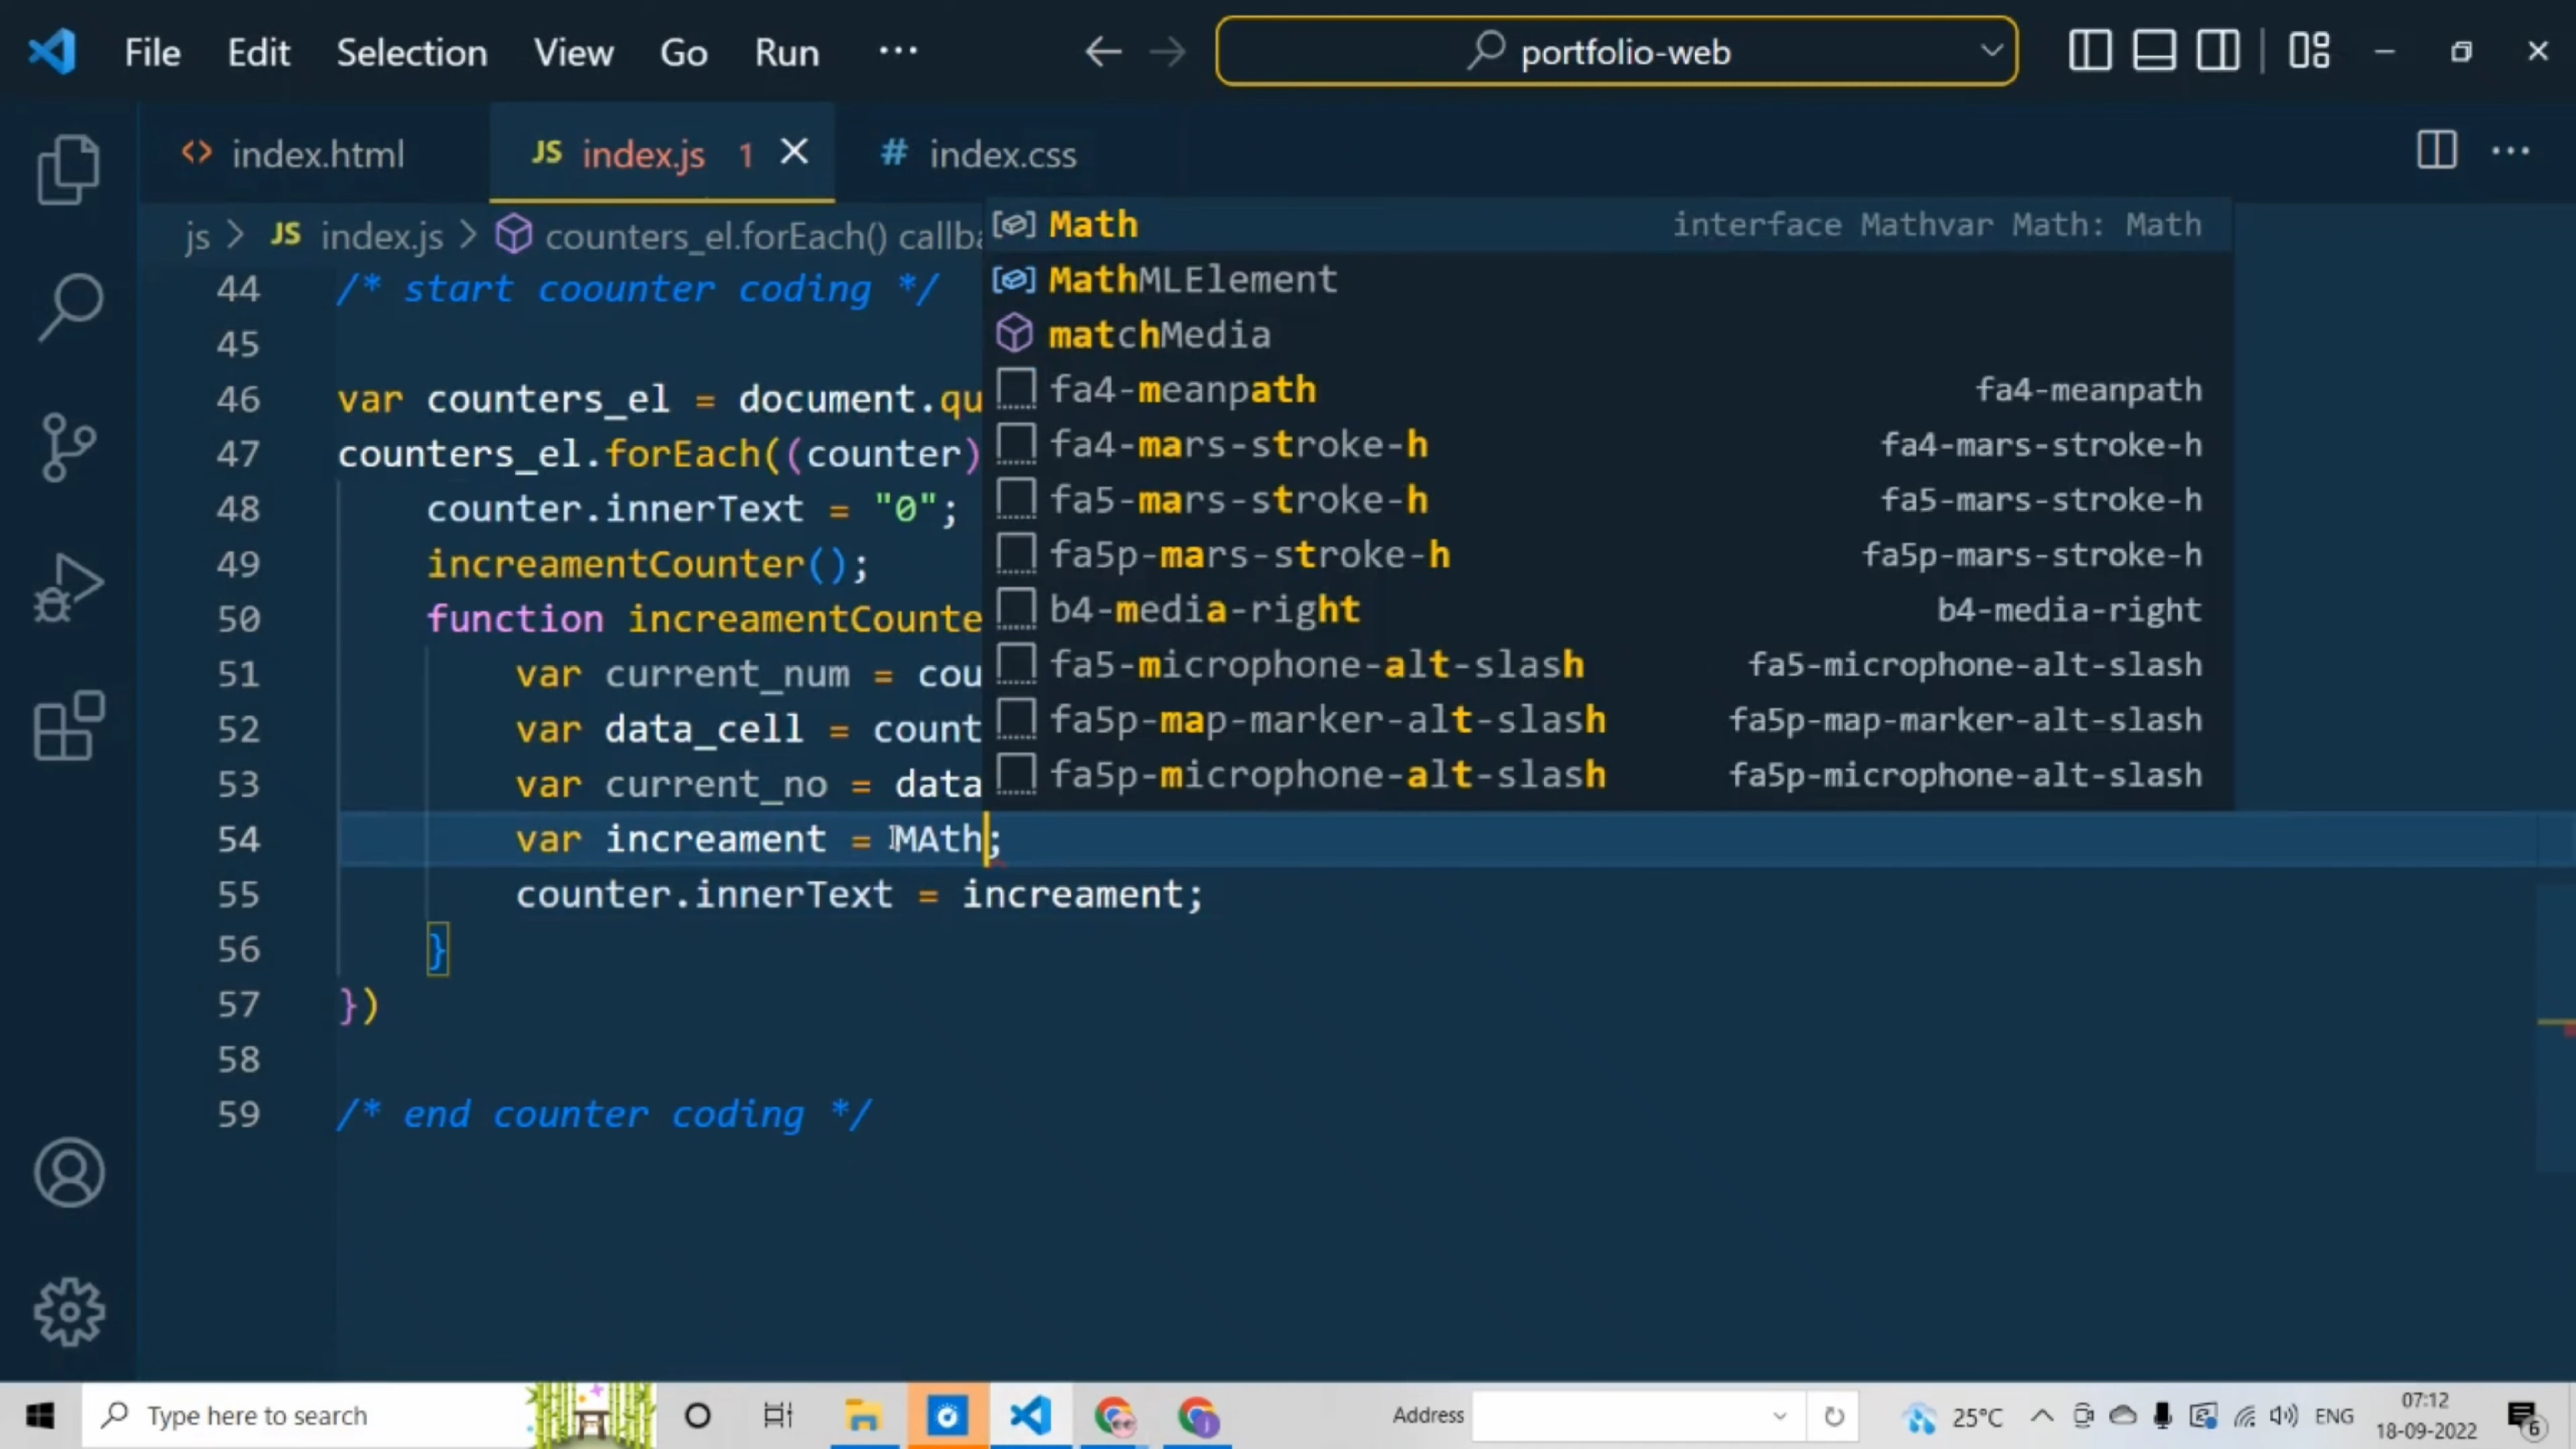 File Edit Selection View Go Run ··· portfolio-web
index.html JS index.js 1 # index.css
js > JS index.js > counters_el.forEach() callba
Math interface Mathvar Math: Math
MathMLElement
matchMedia
fa4-meanpath fa4-meanpath
fa4-mars-stroke-h fa4-mars-stroke-h
fa5-mars-stroke-h fa5-mars-stroke-h
fa5p-mars-stroke-h fa5p-mars-stroke-h
b4-media-right b4-media-right
fa5-microphone-alt-slash fa5-microphone-alt-slash
fa5p-map-marker-alt-slash fa5p-map-marker-alt-slash
fa5p-microphone-alt-slash fa5p-microphone-alt-slash
44 /* start coounter coding */
45
46 var counters_el = document.qu
47 counters_el.forEach((counter)
48 counter.innerText = "0";
49 increamentCounter();
50 function increamentCounte
51 var current_num = cou
52 var data_cell = count
53 var current_no = data
54 var increament = MAth;
55 counter.innerText = increament;
56 }
57 })
58
59 /* end counter coding */
Type here to search Address 25°C ENG 07:12
18-09-2022 6